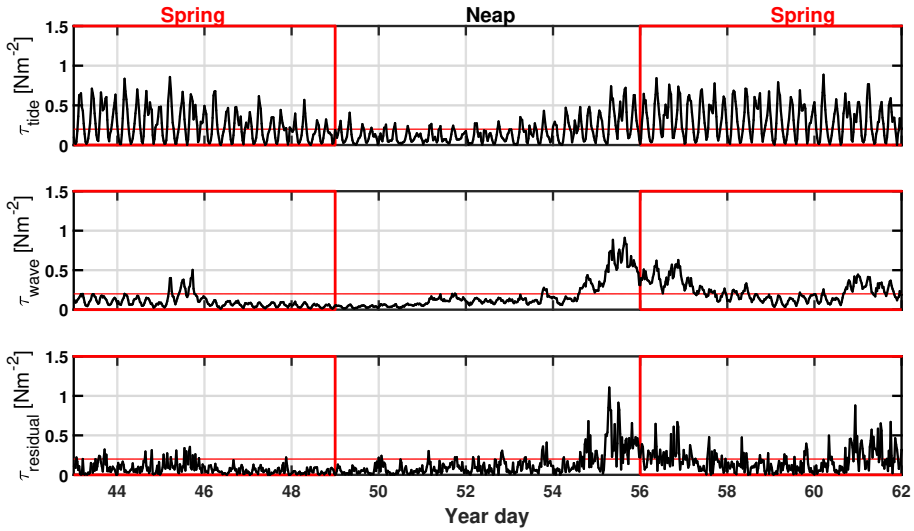 Spring Neap Spring
1.5
1
0.5
0
τtide [Nm-2]
1.5
1
0.5
0
τwave [Nm-2]
1.5
1
0.5
0
τresidual [Nm-2]
44 46 48 50 52 54 56 58 60 62
Year day